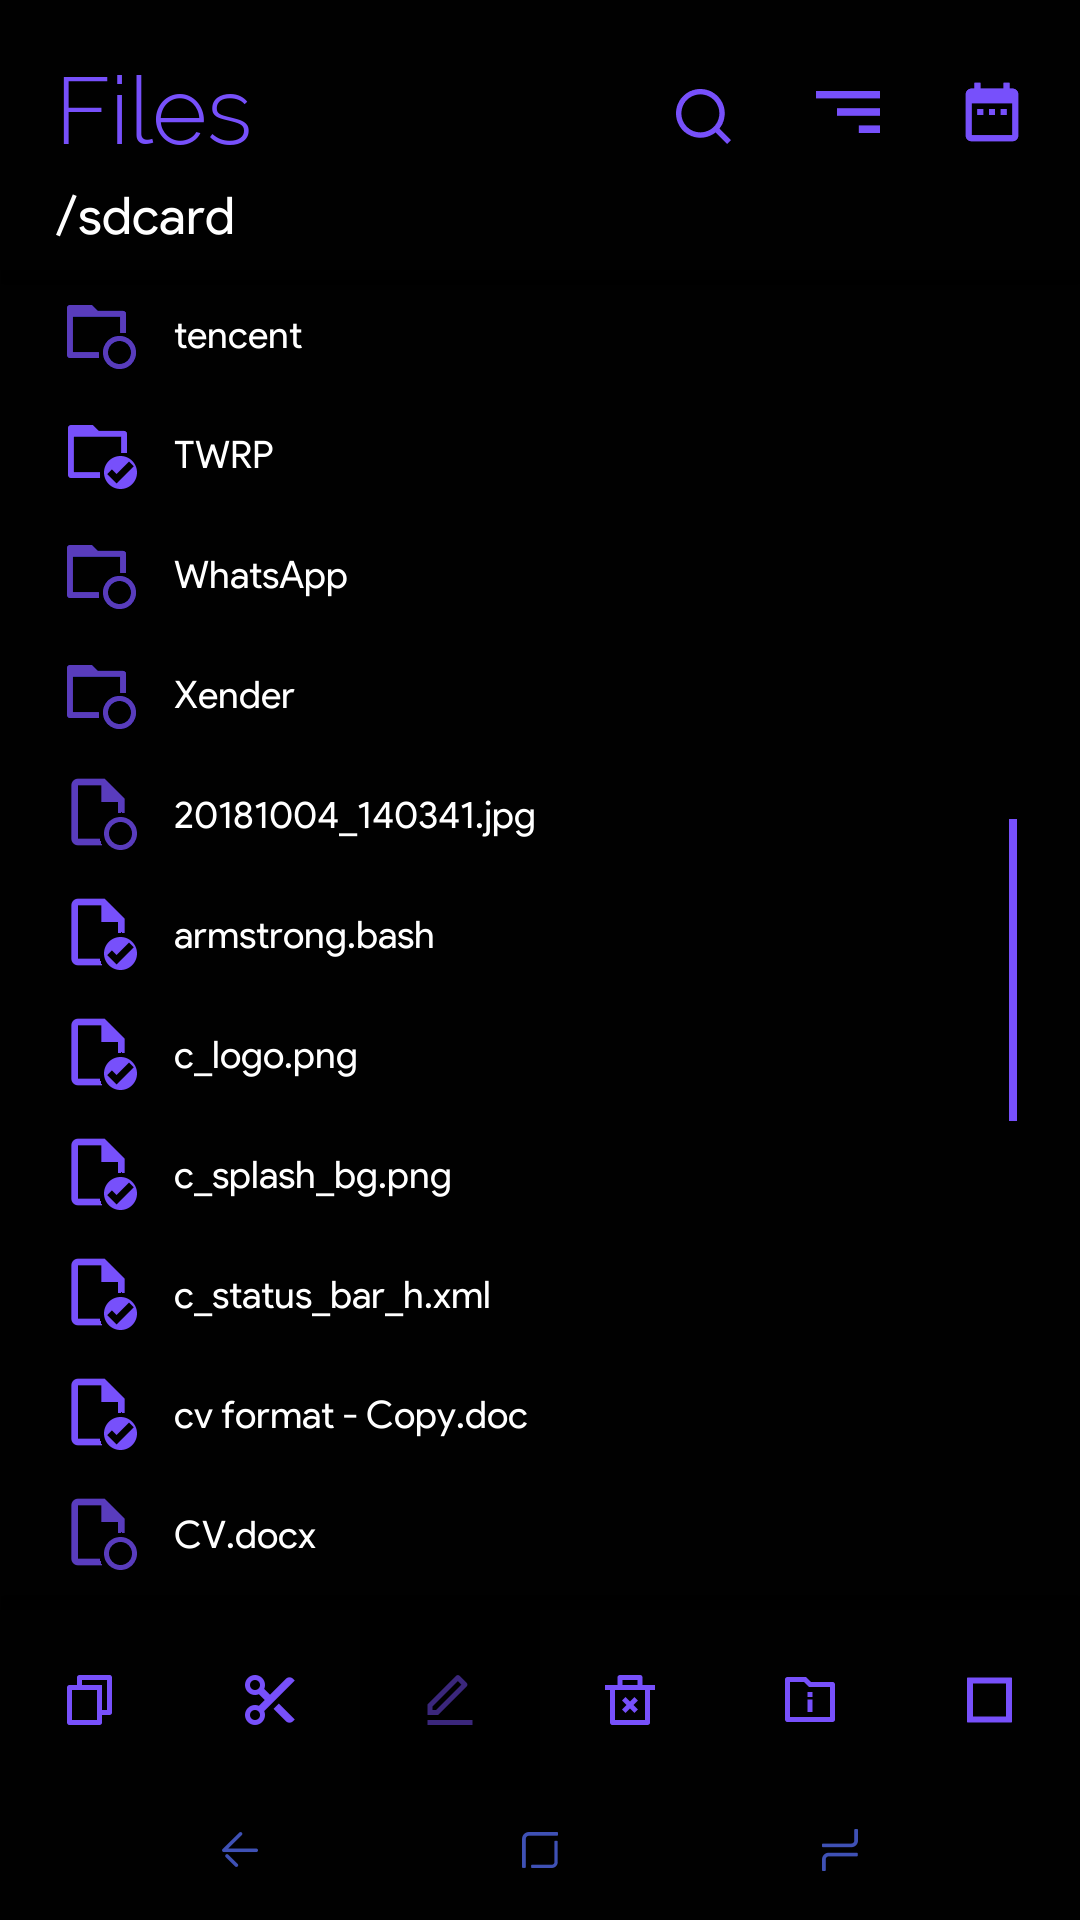 Files
/sdcard
tencent
TWRP
WhatsApp
Xender
20181004_140341.jpg
armstrong.bash
c_logo.png
c_splash_bg.png
c_status_bar_h.xml
cv format - Copy.doc
CV.docx